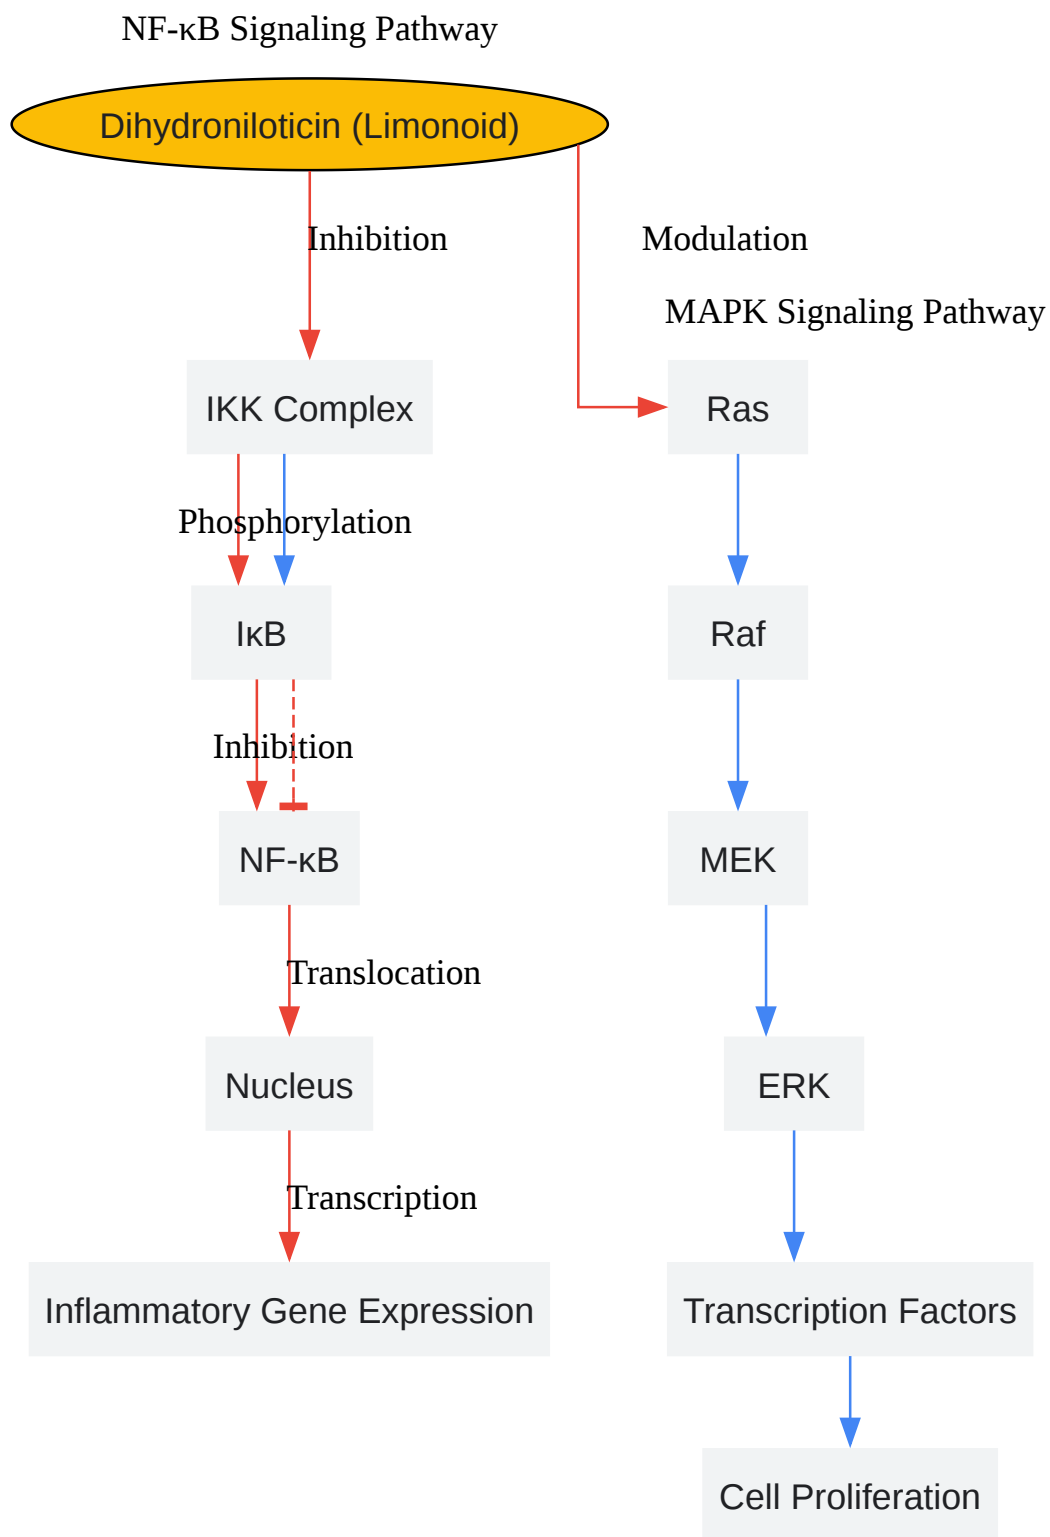 NF-κB Signaling Pathway
Dihydroniloticin (Limonoid)
Inhibition
Modulation
MAPK Signaling Pathway
IKK Complex
Ras
Phosphorylation
IκB
Raf
Inhibition
NF-κB
MEK
Translocation
Nucleus
ERK
Transcription
Inflammatory Gene Expression
Transcription Factors
Cell Proliferation